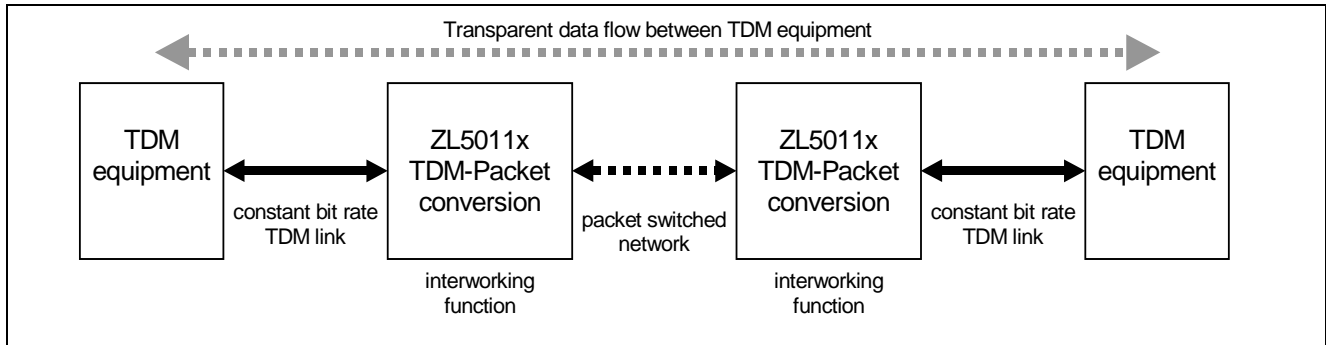 Transparent data flow between TDM equipment
TDM
equipment
constant bit rate
TDM link
ZL5011x
TDM-Packet
conversion
interworking
function
packet switched
network
ZL5011x
TDM-Packet
conversion
interworking
function
constant bit rate
TDM link
TDM
equipment